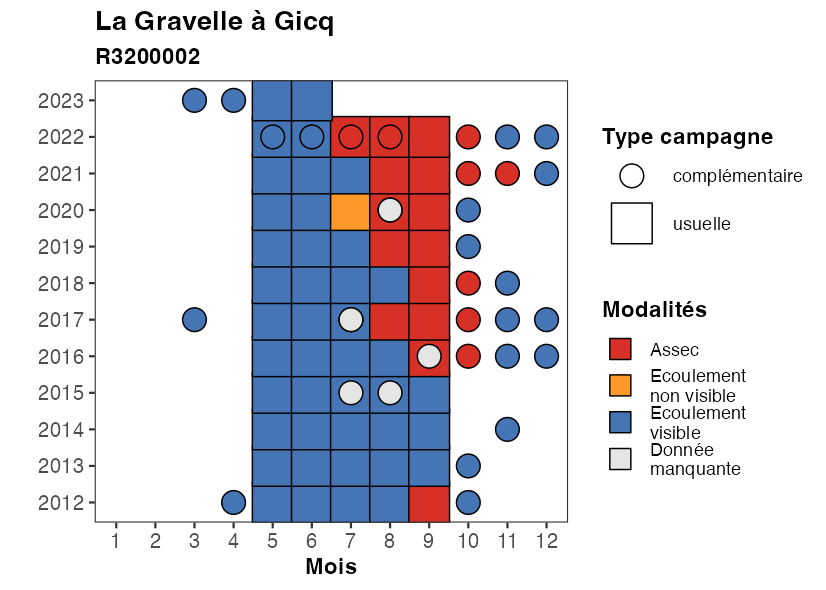 La Gravelle à Gicq
R3200002
2023
2022
2021
2020
2019
2018
2017
2016
2015
2014
2013
2012
1 2 3 4 5 6 7 8 9 10 11 12
Mois
Type campagne
complémentaire
usuelle
Modalités
Assec
Ecoulement
non visible
Ecoulement
visible
Donnée
manquante